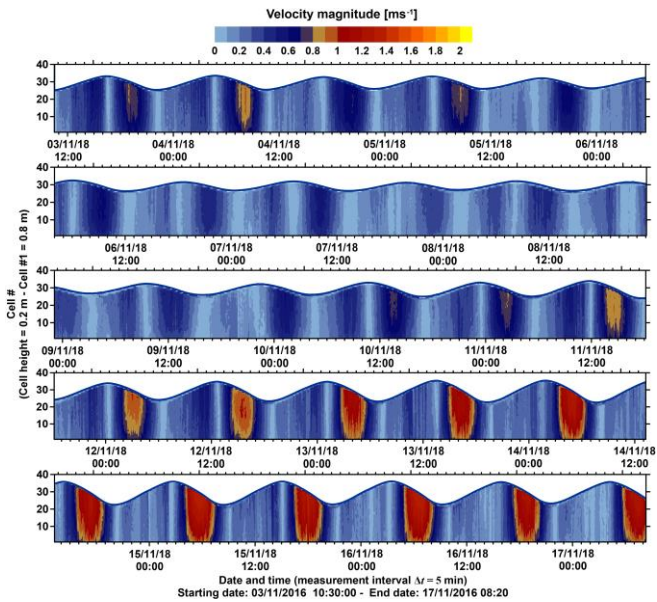 Velocity magnitude [ms⁻¹]
0 0.2 0.4 0.6 0.8 1 1.2 1.4 1.6 1.8 2
Cell #
(Cell height = 0.2 m - Cell #1 = 0.8 m)
40
30
20
10
03/11/18 04/11/18 04/11/18 05/11/18 05/11/18 06/11/18
12:00 00:00 12:00 00:00 12:00 00:00
40
30
20
10
06/11/18 07/11/18 07/11/18 08/11/18 08/11/18
12:00 00:00 12:00 00:00 12:00
40
30
20
10
09/11/18 09/11/18 10/11/18 10/11/18 11/11/18 11/11/18
00:00 12:00 00:00 12:00 00:00 12:00
40
30
20
10
12/11/18 12/11/18 13/11/18 13/11/18 14/11/18 14/11/18
00:00 12:00 00:00 12:00 00:00 12:00
40
30
20
10
15/11/18 15/11/18 16/11/18 16/11/18 17/11/18
00:00 12:00 00:00 12:00 00:00
Date and time (measurement interval Δt = 5 min)
Starting date: 03/11/2016 10:30:00 - End date: 17/11/2016 08:20